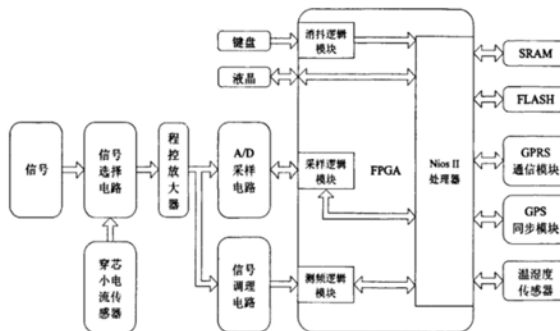 键盘
液晶
信号
信号
选择
电路
穿芯
小电
流传
感器
程
控
放
大
器
A/D
采样
电路
信号
调理
电路
消抖逻辑
模块
采样逻辑
模块
测频逻辑
模块
FPGA
Nios II
处理器
SRAM
FLASH
GPRS
通信模块
GPS
同步模块
温湿度
传感器